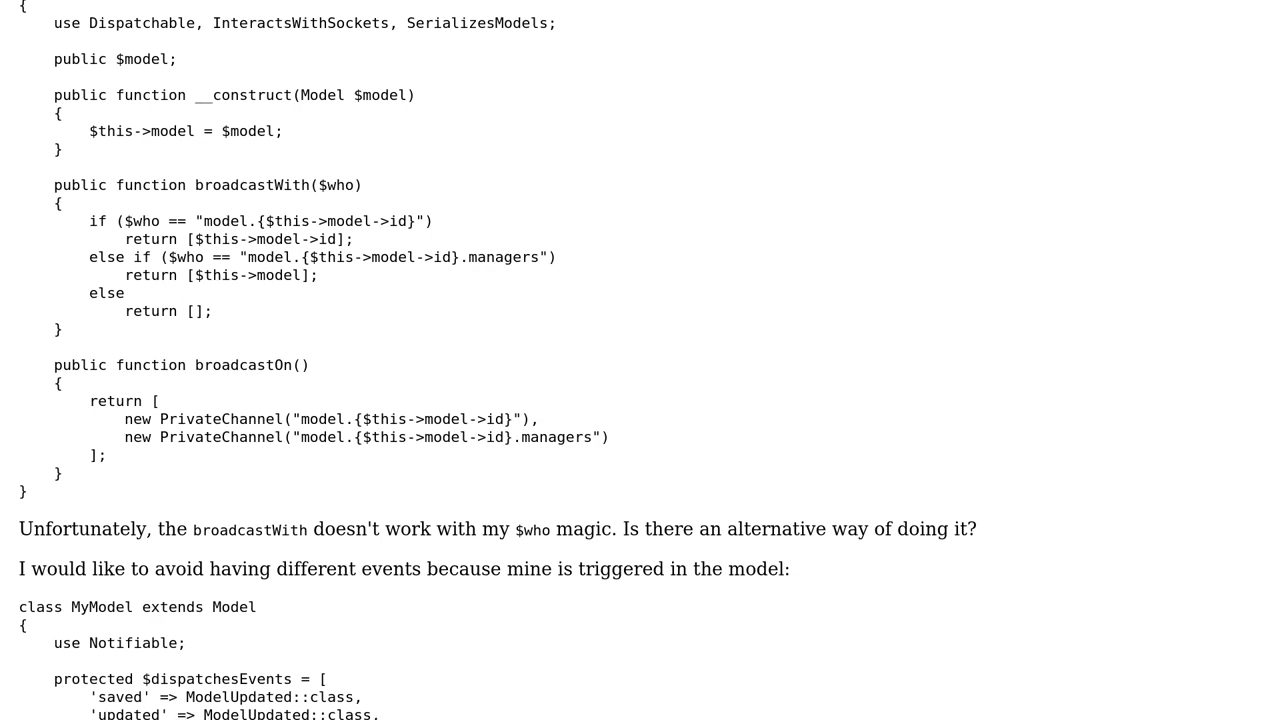 {
    use Dispatchable, InteractsWithSockets, SerializesModels;

    public $model;

    public function __construct(Model $model)
    {
        $this->model = $model;
    }

    public function broadcastWith($who)
    {
        if ($who == "model.{$this->model->id}")
            return [$this->model->id];
        else if ($who == "model.{$this->model->id}.managers")
            return [$this->model];
        else
            return [];
    }

    public function broadcastOn()
    {
        return [
            new PrivateChannel("model.{$this->model->id}"),
            new PrivateChannel("model.{$this->model->id}.managers")
        ];
    }
}
Unfortunately, the broadcastWith doesn't work with my $who magic. Is there an alternative way of doing it?
I would like to avoid having different events because mine is triggered in the model:
class MyModel extends Model
{
    use Notifiable;

    protected $dispatchesEvents = [
        'saved' => ModelUpdated::class,
        'updated' => ModelUpdated::class,